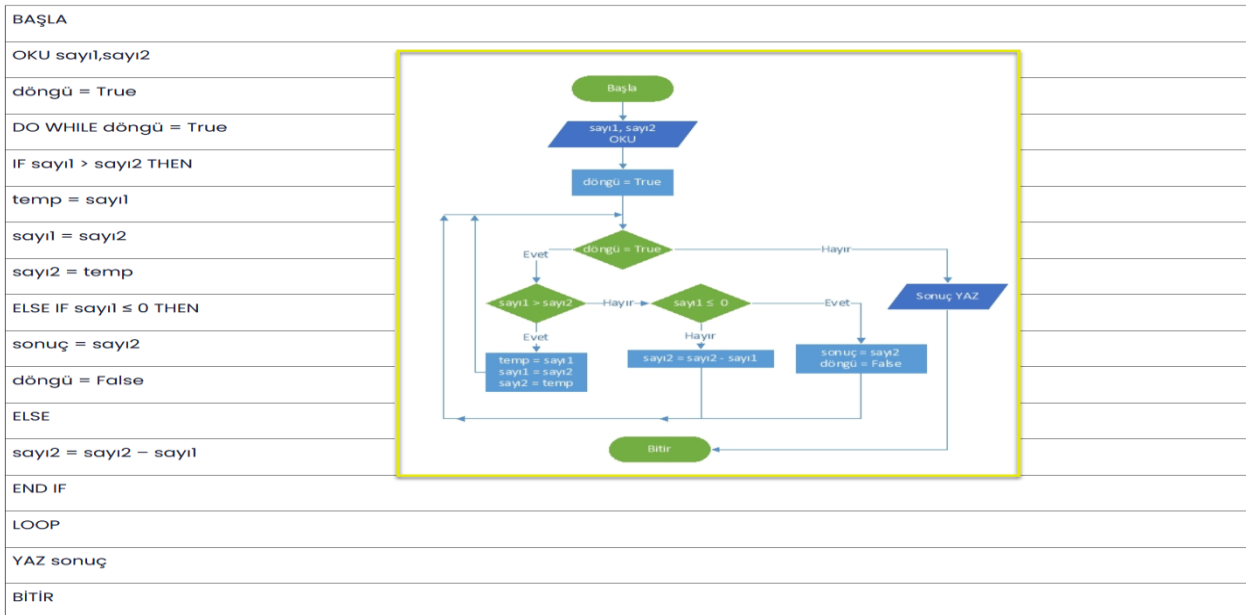 BAŞLA
OKU sayı1,sayı2
döngü = True
DO WHILE döngü = True
IF sayı1 > sayı2 THEN
temp = sayı1
sayı1 = sayı2
sayı2 = temp
ELSE IF sayı1 ≤ 0 THEN
sonuç = sayı2
döngü = False
ELSE
sayı2 = sayı2 – sayı1
END IF
LOOP
YAZ sonuç
BİTİR
Başla
sayı1, sayı2
OKU
döngü = True
döngü = True
Evet
Hayır
sayı1 > sayı2
Hayır
sayı1 ≤ 0
Evet
Sonuç YAZ
Evet
Hayır
temp = sayı1
sayı1 = sayı2
sayı2 = temp
sayı2 = sayı2 - sayı1
sonuç = sayı2
döngü = False
Bitir